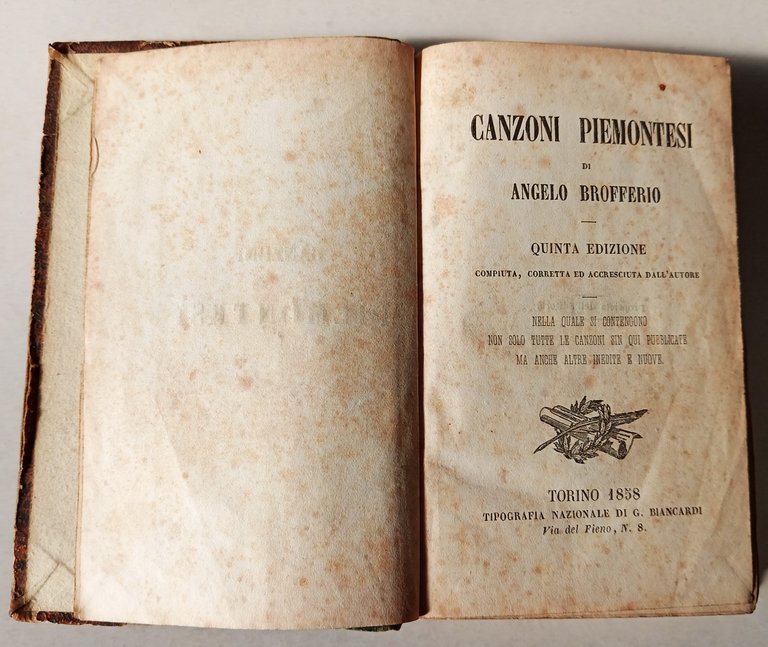 CANZONI PIEMONTESI
DI
ANGELO BROFFERIO
QUINTA EDIZIONE
COMPIUTA, CORRETTA ED ACCRESCIUTA DALL'AUTORE
NELLA QUALE SI CONTENGONO
NON SOLO TUTTE LE CANZONI SIN QUI PUBBLICATE
MA ANCHE ALTRE INEDITE E NUOVE.
TORINO 1858
TIPOGRAFIA NAZIONALE DI G. BIANCARDI
Via del Fieno, N. 8.